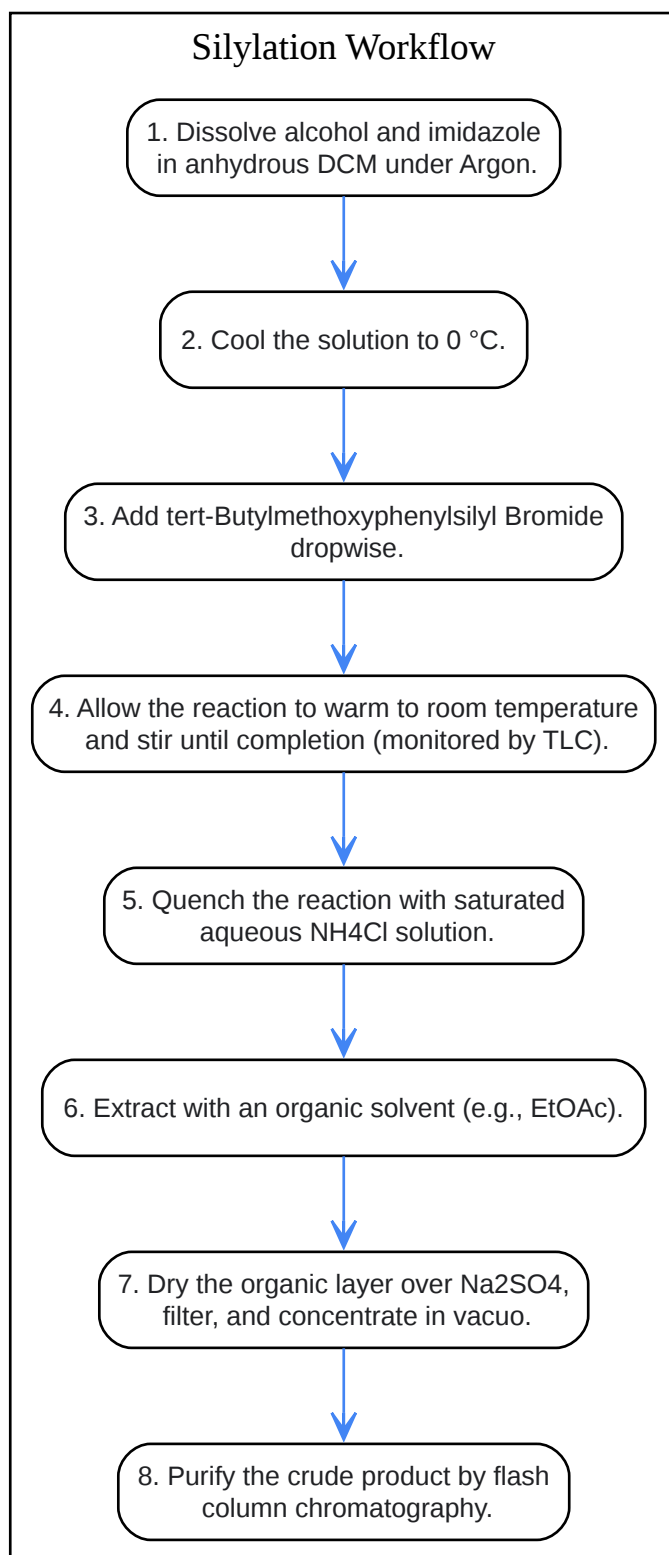 Silylation Workflow
1. Dissolve alcohol and imidazole
in anhydrous DCM under Argon.
2. Cool the solution to 0 °C.
3. Add tert-Butylmethoxyphenylsilyl Bromide
dropwise.
4. Allow the reaction to warm to room temperature
and stir until completion (monitored by TLC).
5. Quench the reaction with saturated
aqueous NH4Cl solution.
6. Extract with an organic solvent (e.g., EtOAc).
7. Dry the organic layer over Na2SO4,
filter, and concentrate in vacuo.
8. Purify the crude product by flash
column chromatography.